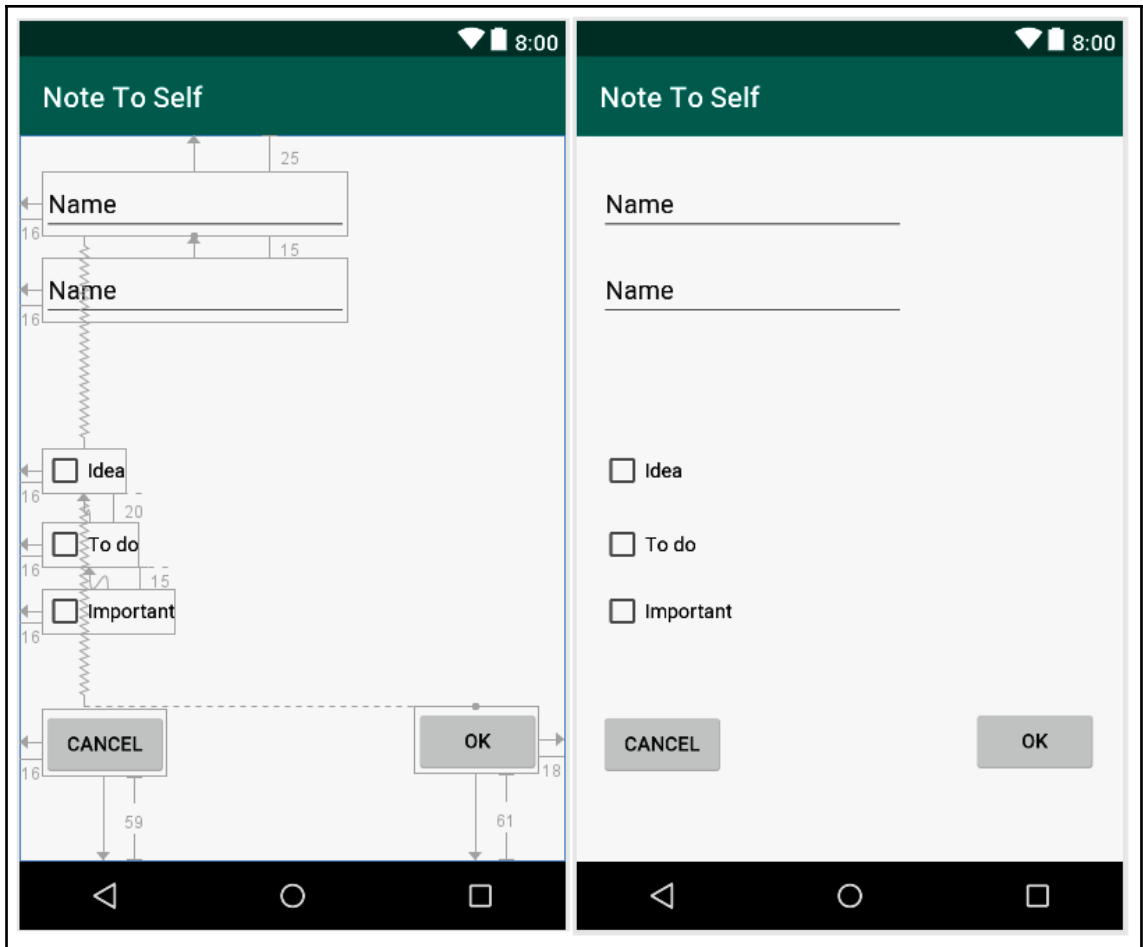 8:00
Note To Self
25
Name
16
15
Name
16
Idea
16
20
To do
16
15
Important
16
CANCEL
OK
16
18
59
61
8:00
Note To Self
Name
Name
Idea
To do
Important
CANCEL
OK